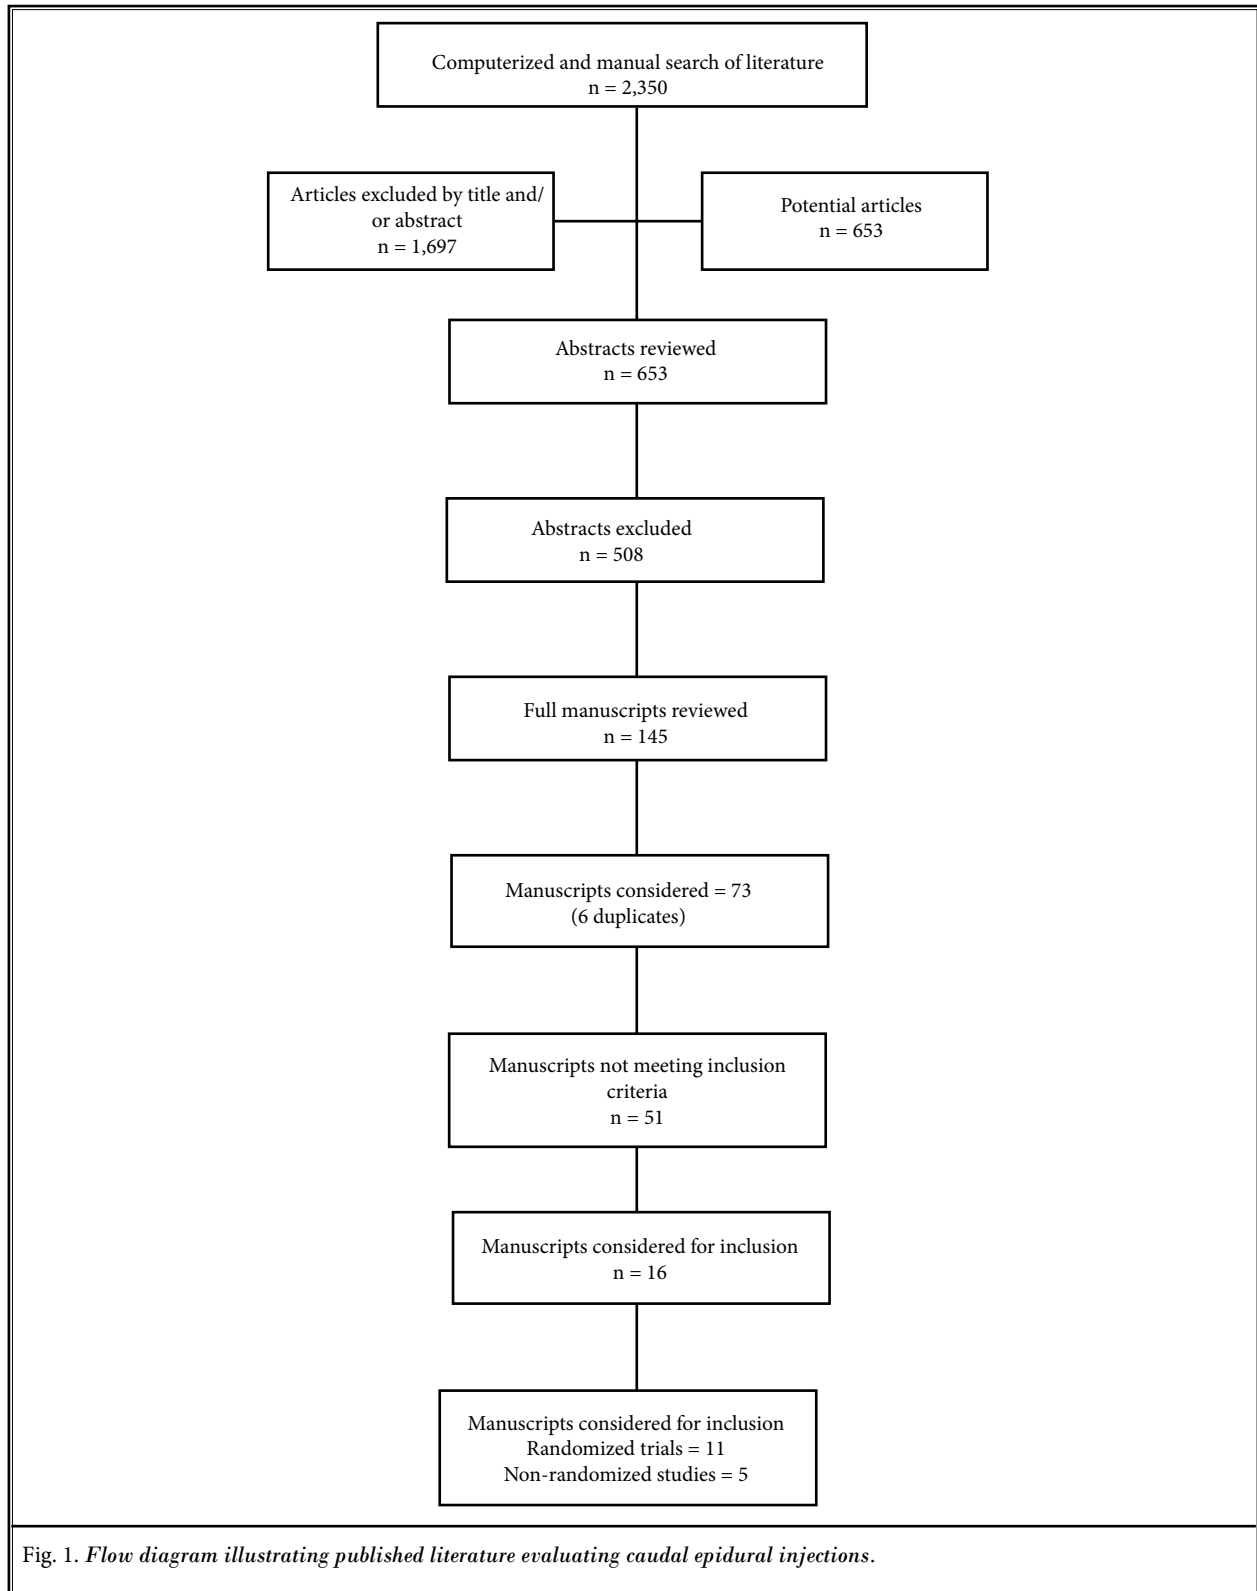 Computerized and manual search of literature
n = 2,350
Articles excluded by title and/
or abstract
n = 1,697
Potential articles
n = 653
Abstracts reviewed
n = 653
Abstracts excluded
n = 508
Full manuscripts reviewed
n = 145
Manuscripts considered = 73
(6 duplicates)
Manuscripts not meeting inclusion
criteria
n = 51
Manuscripts considered for inclusion
n = 16
Manuscripts considered for inclusion
Randomized trials = 11
Non-randomized studies = 5
Fig. 1. Flow diagram illustrating published literature evaluating caudal epidural injections.